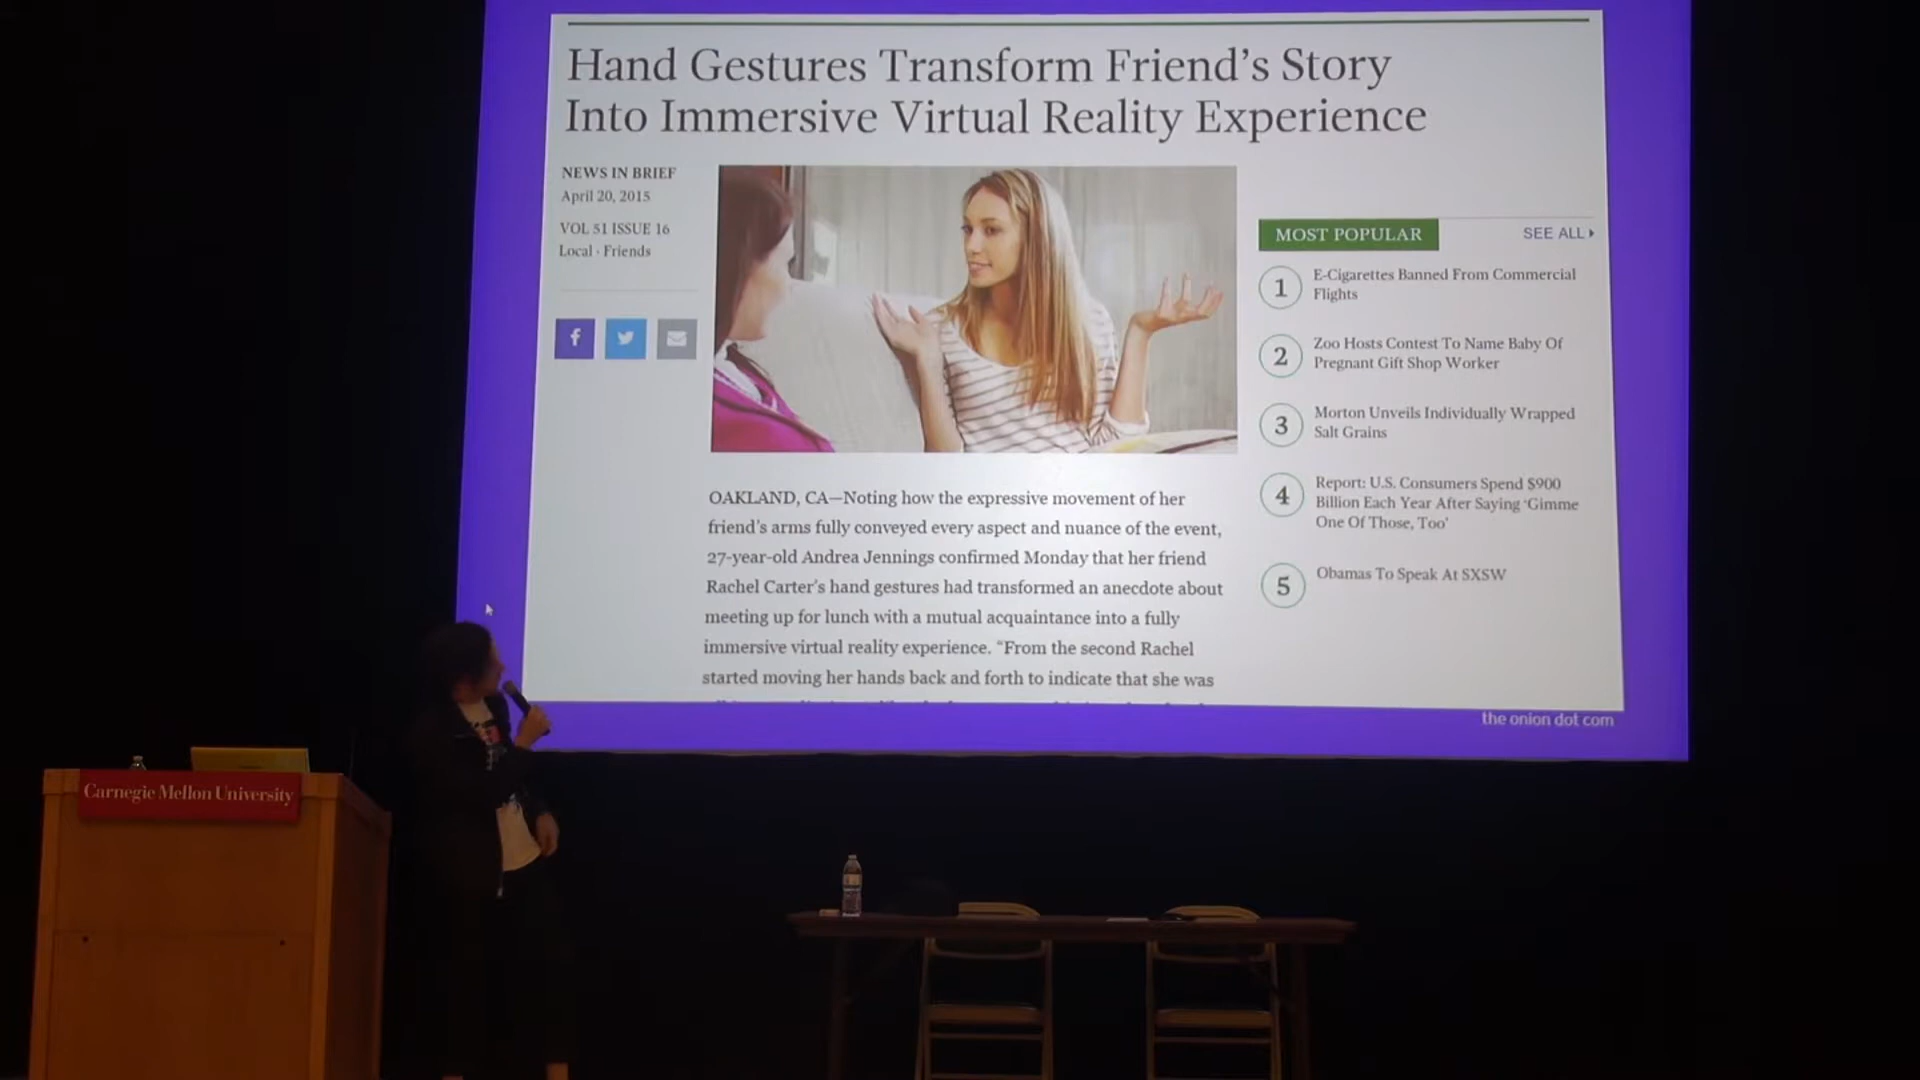 Hand Gestures Transform Friend's Story
Into Immersive Virtual Reality Experience
NEWS IN BRIEF
April 20, 2015
VOL 51 ISSUE 16
Local · Friends
OAKLAND, CA—Noting how the expressive movement of her
friend's arms fully conveyed every aspect and nuance of the event,
27-year-old Andrea Jennings confirmed Monday that her friend
Rachel Carter's hand gestures had transformed an anecdote about
meeting up for lunch with a mutual acquaintance into a fully
immersive virtual reality experience. "From the second Rachel
started moving her hands back and forth to indicate that she was
MOST POPULAR
SEE ALL
1
E-Cigarettes Banned From Commercial
Flights
2
Zoo Hosts Contest To Name Baby Of
Pregnant Gift Shop Worker
3
Morton Unveils Individually Wrapped
Salt Grains
4
Report: U.S. Consumers Spend $900
Billion Each Year After Saying 'Gimme
One Of Those, Too'
5
Obamas To Speak At SXSW
the onion dot com
Carnegie Mellon University